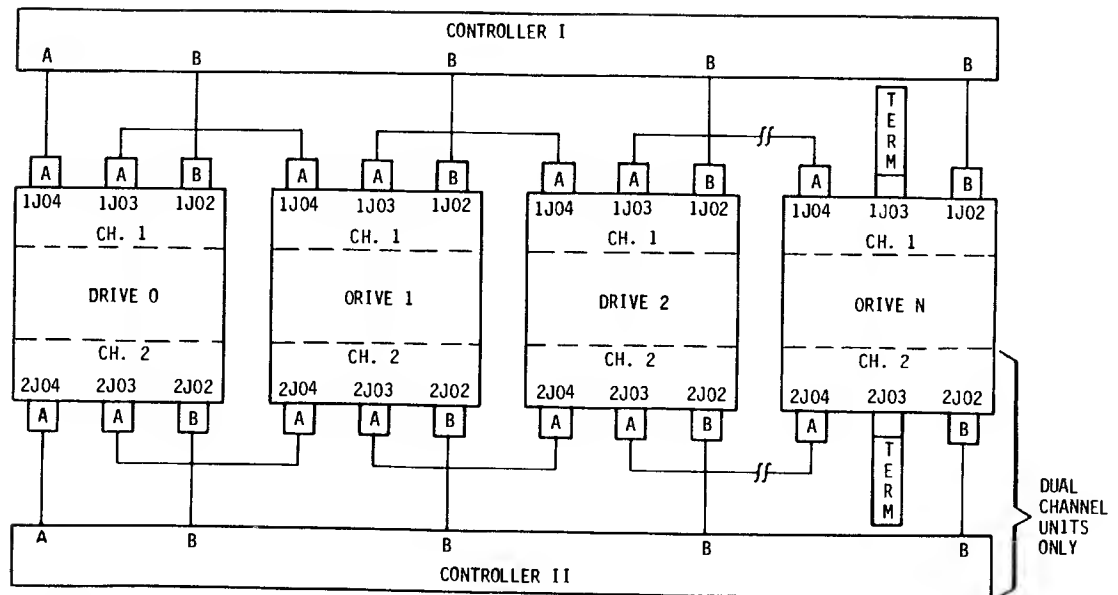 CONTROLLER I
A B B B B
TERM
A A B A A B A A B A B
1J04 1J03 1J02 1J04 1J03 1J02 1J04 1J03 1J02 1J04 1J03 1J02
CH. 1 CH. 1 CH. 1 CH. 1
DRIVE 0 ORIVE 1 DRIVE 2 ORIVE N
CH. 2 CH. 2 CH. 2 CH. 2
2J04 2J03 2J02 2J04 2J03 2J02 2J04 2J03 2J02 2J04 2J03 2J02
A A B A A B A A B A B
TERM
DUAL
CHANNEL
UNITS
ONLY
A B B B B
CONTROLLER II